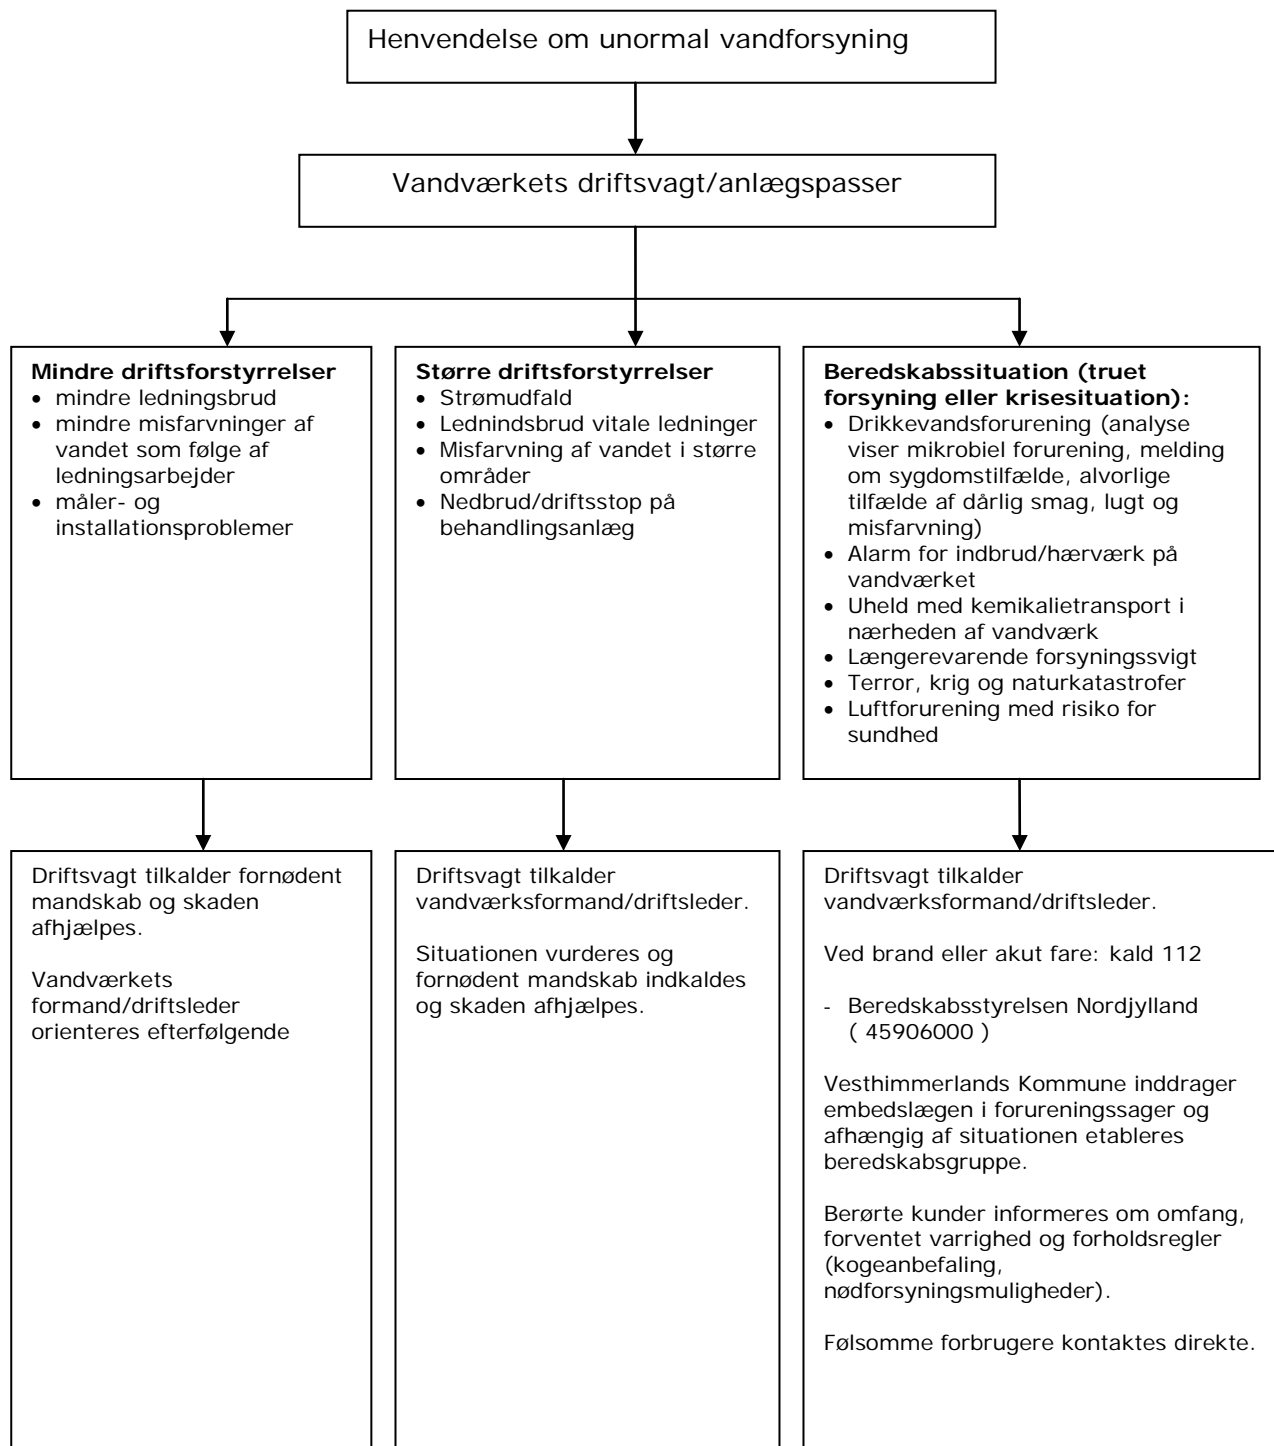 Henvendelse om unormal vandforsyning
Vandværkets driftsvagt/anlægspasser
Mindre driftsforstyrrelser
• mindre ledningsbrud
• mindre misfarvninger af
vandet som følge af
ledningsarbejder
• måler- og
installationsproblemer
Større driftsforstyrrelser
• Strømudfald
• Lednindsbrud vitale ledninger
• Misfarvning af vandet i større
områder
• Nedbrud/driftsstop på
behandlingsanlæg
Beredskabssituation (truet
forsyning eller krisesituation):
• Drikkevandsforurening (analyse
viser mikrobiel forurening, melding
om sygdomstilfælde, alvorlige
tilfælde af dårlig smag, lugt og
misfarvning)
• Alarm for indbrud/hærværk på
vandværket
• Uheld med kemikalietransport i
nærheden af vandværk
• Længerevarende forsyningssvigt
• Terror, krig og naturkatastrofer
• Luftforurening med risiko for
sundhed
Driftsvagt tilkalder fornødent
mandskab og skaden
afhjælpes.
Vandværkets
formand/driftsleder
orienteres efterfølgende
Driftsvagt tilkalder
vandværksformand/driftsleder.
Situationen vurderes og
fornødent mandskab indkaldes
og skaden afhjælpes.
Driftsvagt tilkalder
vandværksformand/driftsleder.
Ved brand eller akut fare: kald 112
- Beredskabsstyrelsen Nordjylland
( 45906000 )
Vesthimmerlands Kommune inddrager
embedslægen i forureningssager og
afhængig af situationen etableres
beredskabsgruppe.
Berørte kunder informeres om omfang,
forventet varrighed og forholdsregler
(kogeanbefaling,
nødforsyningsmuligheder).
Følsomme forbrugere kontaktes direkte.